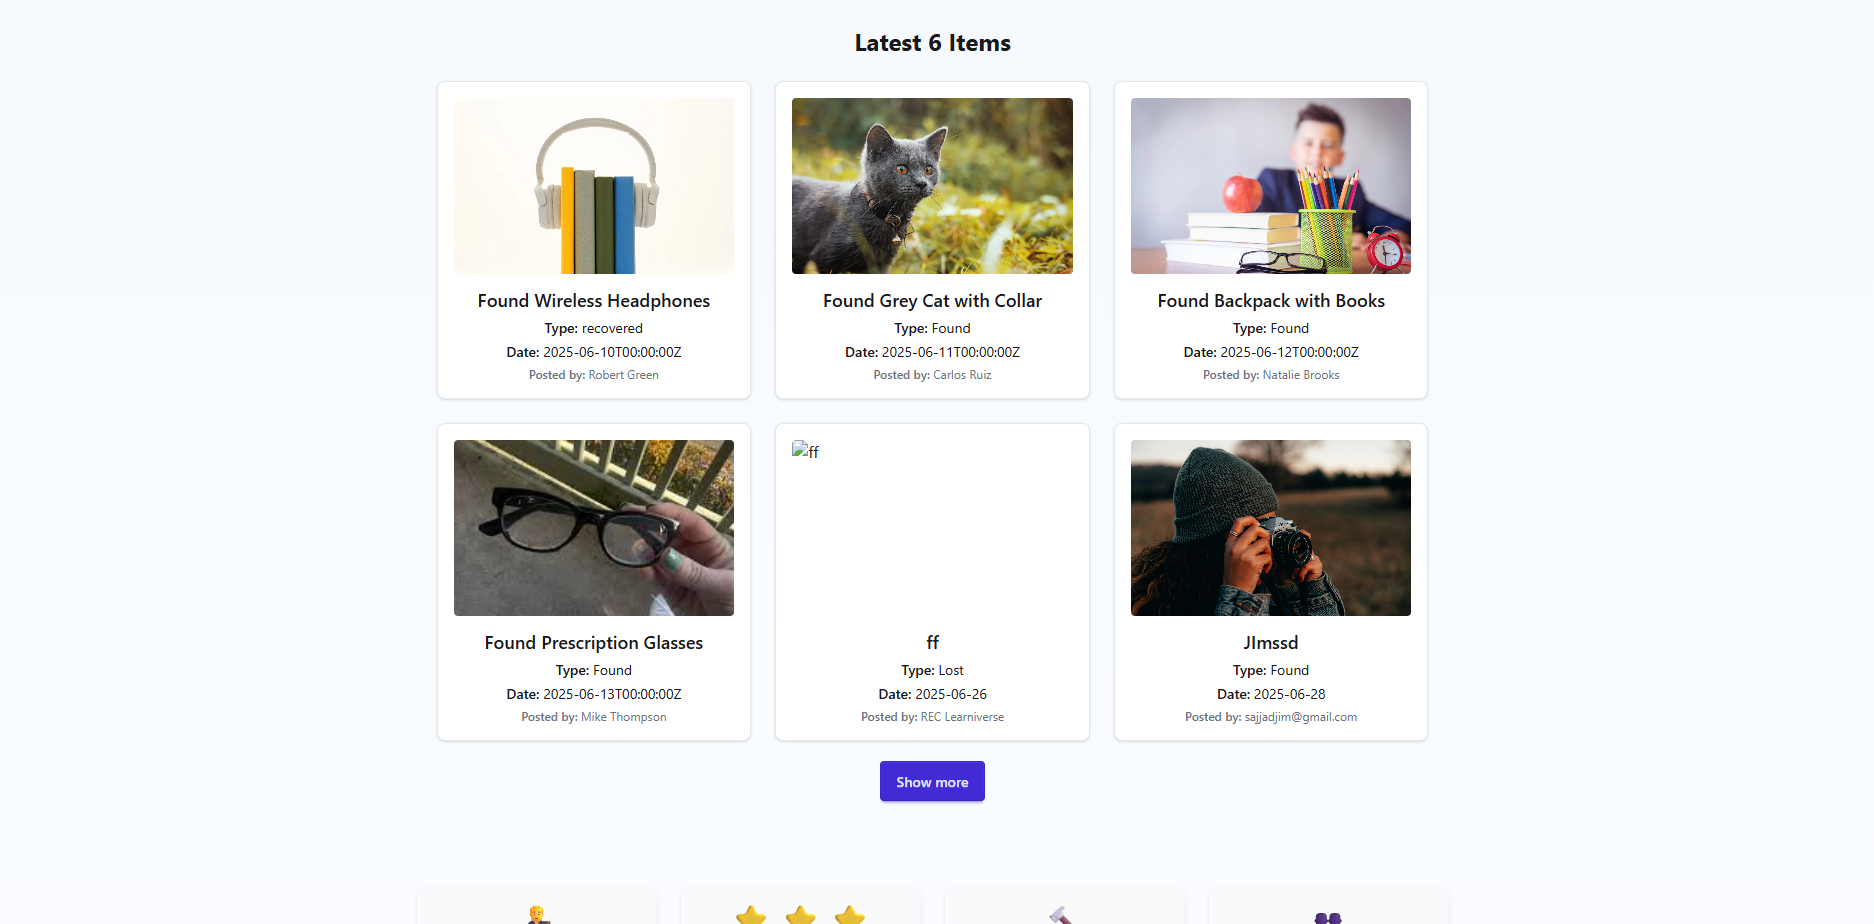 Latest 6 Items
Found Wireless Headphones
Type: recovered
Date: 2025-06-10T00:00:00Z
Posted by: Robert Green
Found Grey Cat with Collar
Type: Found
Date: 2025-06-11T00:00:00Z
Posted by: Carlos Ruiz
Found Backpack with Books
Type: Found
Date: 2025-06-12T00:00:00Z
Posted by: Natalie Brooks
Found Prescription Glasses
Type: Found
Date: 2025-06-13T00:00:00Z
Posted by: Mike Thompson
ff
ff
Type: Lost
Date: 2025-06-26
Posted by: REC Learniverse
JImssd
Type: Found
Date: 2025-06-28
Posted by: sajjadjim@gmail.com
Show more